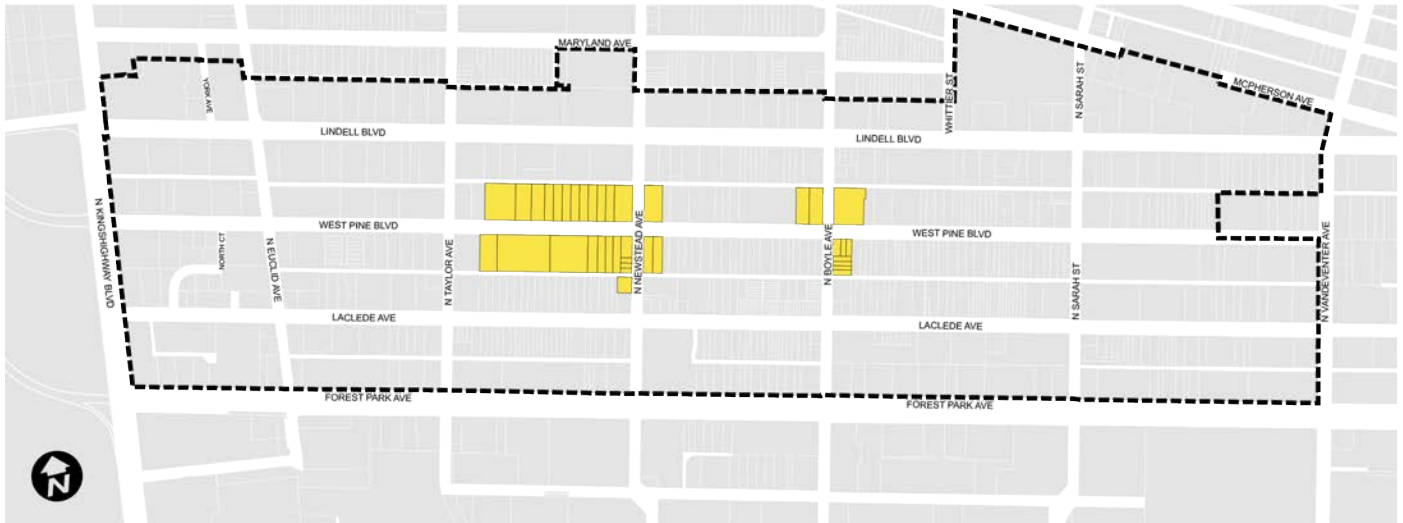 MARYLAND AVE
YORK AVE
WHITTIER ST
N SARAH ST
MCPHERSON AVE
LINDELL BLVD
LINDELL BLVD
N KINGSHIGHWAY BLVD
WEST PINE BLVD
NORTH CT
N EUCLID AVE
N TAYLOR AVE
N NEWSTEAD AVE
N BOYLE AVE
WEST PINE BLVD
N SARAH ST
N VANDEVENTER AVE
LACLEDE AVE
LACLEDE AVE
FOREST PARK AVE
FOREST PARK AVE
N